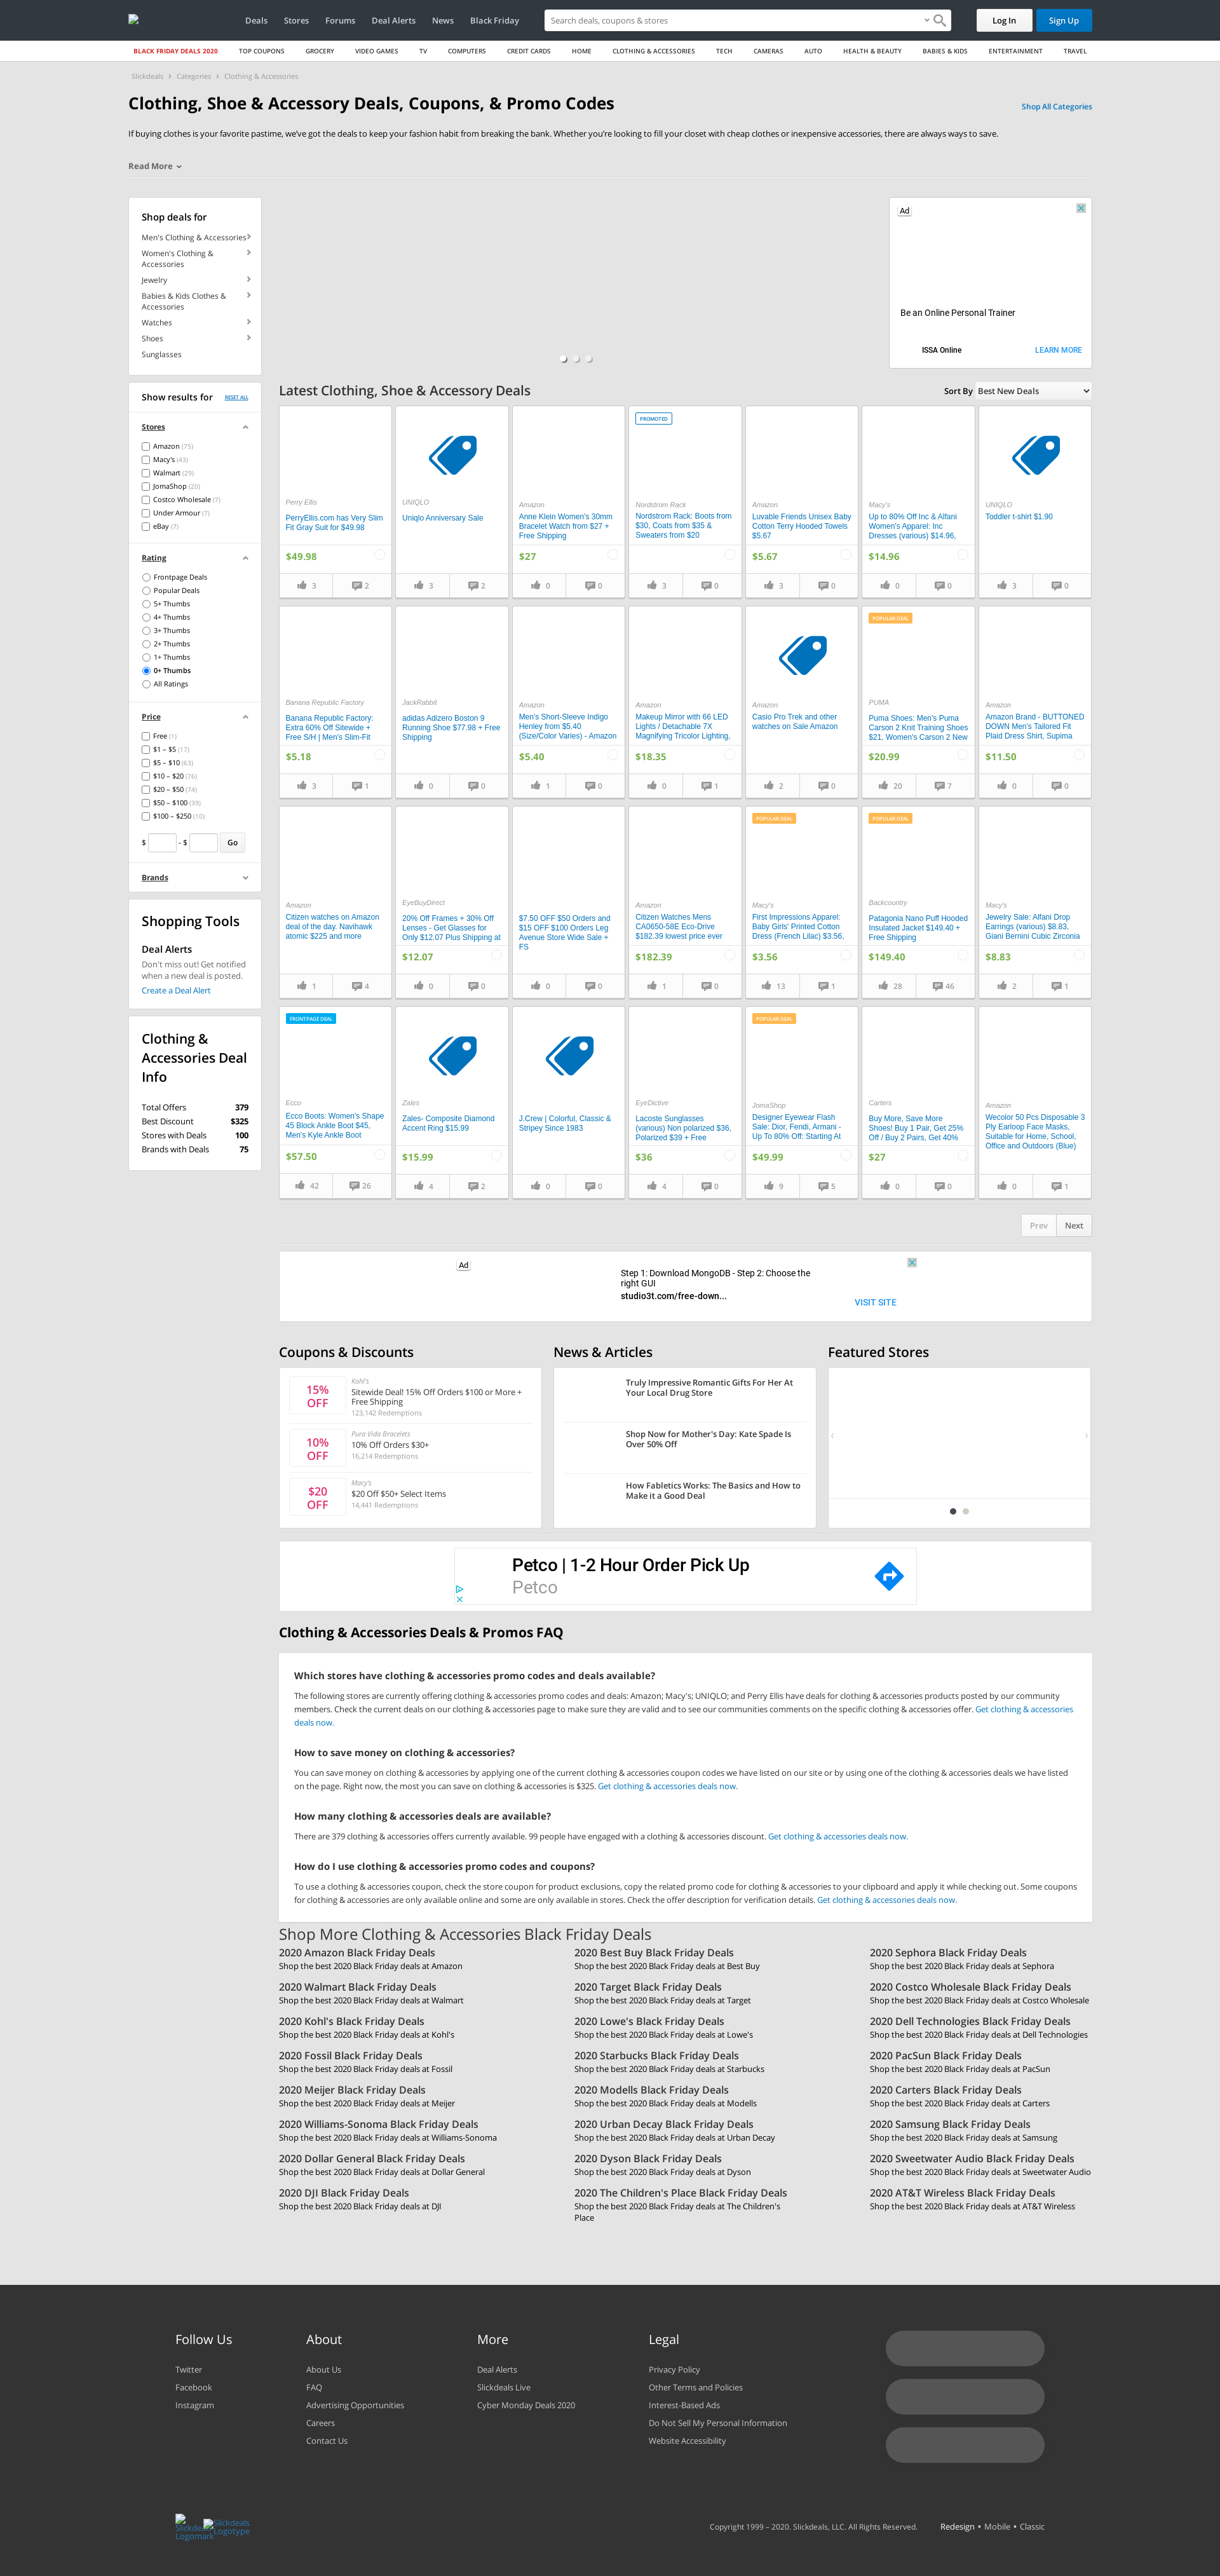 Deals
Stores
Forums
Deal Alerts
News
Black Friday
Search deals, coupons & stores
Log In
Sign Up
BLACK FRIDAY DEALS 2020
TOP COUPONS
GROCERY
VIDEO GAMES
TV
COMPUTERS
CREDIT CARDS
HOME
CLOTHING & ACCESSORIES
TECH
CAMERAS
AUTO
HEALTH & BEAUTY
BABIES & KIDS
ENTERTAINMENT
TRAVEL
Slickdeals › Categories › Clothing & Accessories
Clothing, Shoe & Accessory Deals, Coupons, & Promo Codes
Shop All Categories
If buying clothes is your favorite pastime, we've got the deals to keep your fashion habit from breaking the bank. Whether you're looking to fill your closet with cheap clothes or inexpensive accessories, there are always ways to save.
Read More
Shop deals for
Men's Clothing & Accessories
Women's Clothing &
Accessories
Jewelry
Babies & Kids Clothes &
Accessories
Watches
Shoes
Sunglasses
Ad
Be an Online Personal Trainer
ISSA Online
LEARN MORE
Show results for
RESET ALL
Stores
Amazon (75)
Macy's (43)
Walmart (29)
JomaShop (20)
Costco Wholesale (7)
Under Armour (7)
eBay (7)
Rating
Frontpage Deals
Popular Deals
5+ Thumbs
4+ Thumbs
3+ Thumbs
2+ Thumbs
1+ Thumbs
0+ Thumbs
All Ratings
Price
Free (1)
$1 – $5 (17)
$5 – $10 (63)
$10 – $20 (76)
$20 – $50 (74)
$50 – $100 (39)
$100 – $250 (10)
$ - $ Go
Brands
Shopping Tools
Deal Alerts
Don't miss out! Get notified
when a new deal is posted.
Create a Deal Alert
Clothing &
Accessories Deal
Info
Total Offers 379
Best Discount $325
Stores with Deals 100
Brands with Deals 75
Latest Clothing, Shoe & Accessory Deals
Sort By Best New Deals
Perry Ellis
PerryEllis.com has Very Slim
Fit Gray Suit for $49.98
$49.98
3 2
UNIQLO
Uniqlo Anniversary Sale
3 2
Amazon
Anne Klein Women's 30mm
Bracelet Watch from $27 +
Free Shipping
$27
0 0
PROMOTED
Nordstrom Rack
Nordstrom Rack: Boots from
$30, Coats from $35 &
Sweaters from $20
3 0
Amazon
Luvable Friends Unisex Baby
Cotton Terry Hooded Towels
$5.67
$5.67
3 0
Macy's
Up to 80% Off Inc & Alfani
Women's Apparel: Inc
Dresses (various) $14.96,
$14.96
0 0
UNIQLO
Toddler t-shirt $1.90
3 0
Banana Republic Factory
Banana Republic Factory:
Extra 60% Off Sitewide +
Free S/H | Men's Slim-Fit
$5.18
3 1
JackRabbit
adidas Adizero Boston 9
Running Shoe $77.98 + Free
Shipping
0 0
Amazon
Men's Short-Sleeve Indigo
Henley from $5.40
(Size/Color Varies) - Amazon
$5.40
1 0
Amazon
Makeup Mirror with 66 LED
Lights / Detachable 7X
Magnifying Tricolor Lighting,
$18.35
0 1
Amazon
Casio Pro Trek and other
watches on Sale Amazon
2 0
POPULAR DEAL
PUMA
Puma Shoes: Men's Puma
Carson 2 Knit Training Shoes
$21, Women's Carson 2 New
$20.99
20 7
Amazon
Amazon Brand - BUTTONED
DOWN Men's Tailored Fit
Plaid Dress Shirt, Supima
$11.50
0 0
Amazon
Citizen watches on Amazon
deal of the day. Navihawk
atomic $225 and more
1 4
EyeBuyDirect
20% Off Frames + 30% Off
Lenses - Get Glasses for
Only $12.07 Plus Shipping at
$12.07
0 0
$7.50 OFF $50 Orders and
$15 OFF $100 Orders Leg
Avenue Store Wide Sale +
FS
0 0
Amazon
Citizen Watches Mens
CA0650-58E Eco-Drive
$182.39 lowest price ever
$182.39
1 0
POPULAR DEAL
Macy's
First Impressions Apparel:
Baby Girls' Printed Cotton
Dress (French Lilac) $3.56,
$3.56
13 1
POPULAR DEAL
Backcountry
Patagonia Nano Puff Hooded
Insulated Jacket $149.40 +
Free Shipping
$149.40
28 46
Macy's
Jewelry Sale: Alfani Drop
Earrings (various) $8.83,
Giani Bernini Cubic Zirconia
$8.83
2 1
FRONTPAGE DEAL
Ecco
Ecco Boots: Women's Shape
45 Block Ankle Boot $45,
Men's Kyle Ankle Boot
$57.50
42 26
Zales
Zales- Composite Diamond
Accent Ring $15.99
$15.99
4 2
J.Crew | Colorful, Classic &
Stripey Since 1983
0 0
EyeDictive
Lacoste Sunglasses
(various) Non polarized $36,
Polarized $39 + Free
$36
4 0
POPULAR DEAL
JomaShop
Designer Eyewear Flash
Sale: Dior, Fendi, Armani -
Up To 80% Off: Starting At
$49.99
9 5
Carters
Buy More, Save More
Shoes! Buy 1 Pair, Get 25%
Off / Buy 2 Pairs, Get 40%
$27
0 0
Amazon
Wecolor 50 Pcs Disposable 3
Ply Earloop Face Masks,
Suitable for Home, School,
Office and Outdoors (Blue)
0 1
Prev
Next
Ad
Step 1: Download MongoDB - Step 2: Choose the
right GUI
studio3t.com/free-down...
VISIT SITE
Coupons & Discounts
15%
OFF
Kohl's
Sitewide Deal! 15% Off Orders $100 or More +
Free Shipping
123,142 Redemptions
10%
OFF
Pura Vida Bracelets
10% Off Orders $30+
16,214 Redemptions
$20
OFF
Macy's
$20 Off $50+ Select Items
14,441 Redemptions
News & Articles
Truly Impressive Romantic Gifts For Her At
Your Local Drug Store
Shop Now for Mother's Day: Kate Spade Is
Over 50% Off
How Fabletics Works: The Basics and How to
Make it a Good Deal
Featured Stores
Petco | 1-2 Hour Order Pick Up
Petco
Clothing & Accessories Deals & Promos FAQ
Which stores have clothing & accessories promo codes and deals available?
The following stores are currently offering clothing & accessories promo codes and deals: Amazon; Macy's; UNIQLO; and Perry Ellis have deals for clothing & accessories products posted by our community
members. Check the current deals on our clothing & accessories page to make sure they are valid and to see our communities comments on the specific clothing & accessories offer. Get clothing & accessories
deals now.
How to save money on clothing & accessories?
You can save money on clothing & accessories by applying one of the current clothing & accessories coupon codes we have listed on our site or by using one of the clothing & accessories deals we have listed
on the page. Right now, the most you can save on clothing & accessories is $325. Get clothing & accessories deals now.
How many clothing & accessories deals are available?
There are 379 clothing & accessories offers currently available. 99 people have engaged with a clothing & accessories discount. Get clothing & accessories deals now.
How do I use clothing & accessories promo codes and coupons?
To use a clothing & accessories coupon, check the store coupon for product exclusions, copy the related promo code for clothing & accessories to your clipboard and apply it while checking out. Some coupons
for clothing & accessories are only available online and some are only available in stores. Check the offer description for verification details. Get clothing & accessories deals now.
Shop More Clothing & Accessories Black Friday Deals
2020 Amazon Black Friday Deals
Shop the best 2020 Black Friday deals at Amazon
2020 Best Buy Black Friday Deals
Shop the best 2020 Black Friday deals at Best Buy
2020 Sephora Black Friday Deals
Shop the best 2020 Black Friday deals at Sephora
2020 Walmart Black Friday Deals
Shop the best 2020 Black Friday deals at Walmart
2020 Target Black Friday Deals
Shop the best 2020 Black Friday deals at Target
2020 Costco Wholesale Black Friday Deals
Shop the best 2020 Black Friday deals at Costco Wholesale
2020 Kohl's Black Friday Deals
Shop the best 2020 Black Friday deals at Kohl's
2020 Lowe's Black Friday Deals
Shop the best 2020 Black Friday deals at Lowe's
2020 Dell Technologies Black Friday Deals
Shop the best 2020 Black Friday deals at Dell Technologies
2020 Fossil Black Friday Deals
Shop the best 2020 Black Friday deals at Fossil
2020 Starbucks Black Friday Deals
Shop the best 2020 Black Friday deals at Starbucks
2020 PacSun Black Friday Deals
Shop the best 2020 Black Friday deals at PacSun
2020 Meijer Black Friday Deals
Shop the best 2020 Black Friday deals at Meijer
2020 Modells Black Friday Deals
Shop the best 2020 Black Friday deals at Modells
2020 Carters Black Friday Deals
Shop the best 2020 Black Friday deals at Carters
2020 Williams-Sonoma Black Friday Deals
Shop the best 2020 Black Friday deals at Williams-Sonoma
2020 Urban Decay Black Friday Deals
Shop the best 2020 Black Friday deals at Urban Decay
2020 Samsung Black Friday Deals
Shop the best 2020 Black Friday deals at Samsung
2020 Dollar General Black Friday Deals
Shop the best 2020 Black Friday deals at Dollar General
2020 Dyson Black Friday Deals
Shop the best 2020 Black Friday deals at Dyson
2020 Sweetwater Audio Black Friday Deals
Shop the best 2020 Black Friday deals at Sweetwater Audio
2020 DJI Black Friday Deals
Shop the best 2020 Black Friday deals at DJI
2020 The Children's Place Black Friday Deals
Shop the best 2020 Black Friday deals at The Children's
Place
2020 AT&T Wireless Black Friday Deals
Shop the best 2020 Black Friday deals at AT&T Wireless
Follow Us
Twitter
Facebook
Instagram
About
About Us
FAQ
Advertising Opportunities
Careers
Contact Us
More
Deal Alerts
Slickdeals Live
Cyber Monday Deals 2020
Legal
Privacy Policy
Other Terms and Policies
Interest-Based Ads
Do Not Sell My Personal Information
Website Accessibility
Slickdeals
Logomark
Slickdeals
Logotype
Copyright 1999 – 2020. Slickdeals, LLC. All Rights Reserved.
Redesign • Mobile • Classic